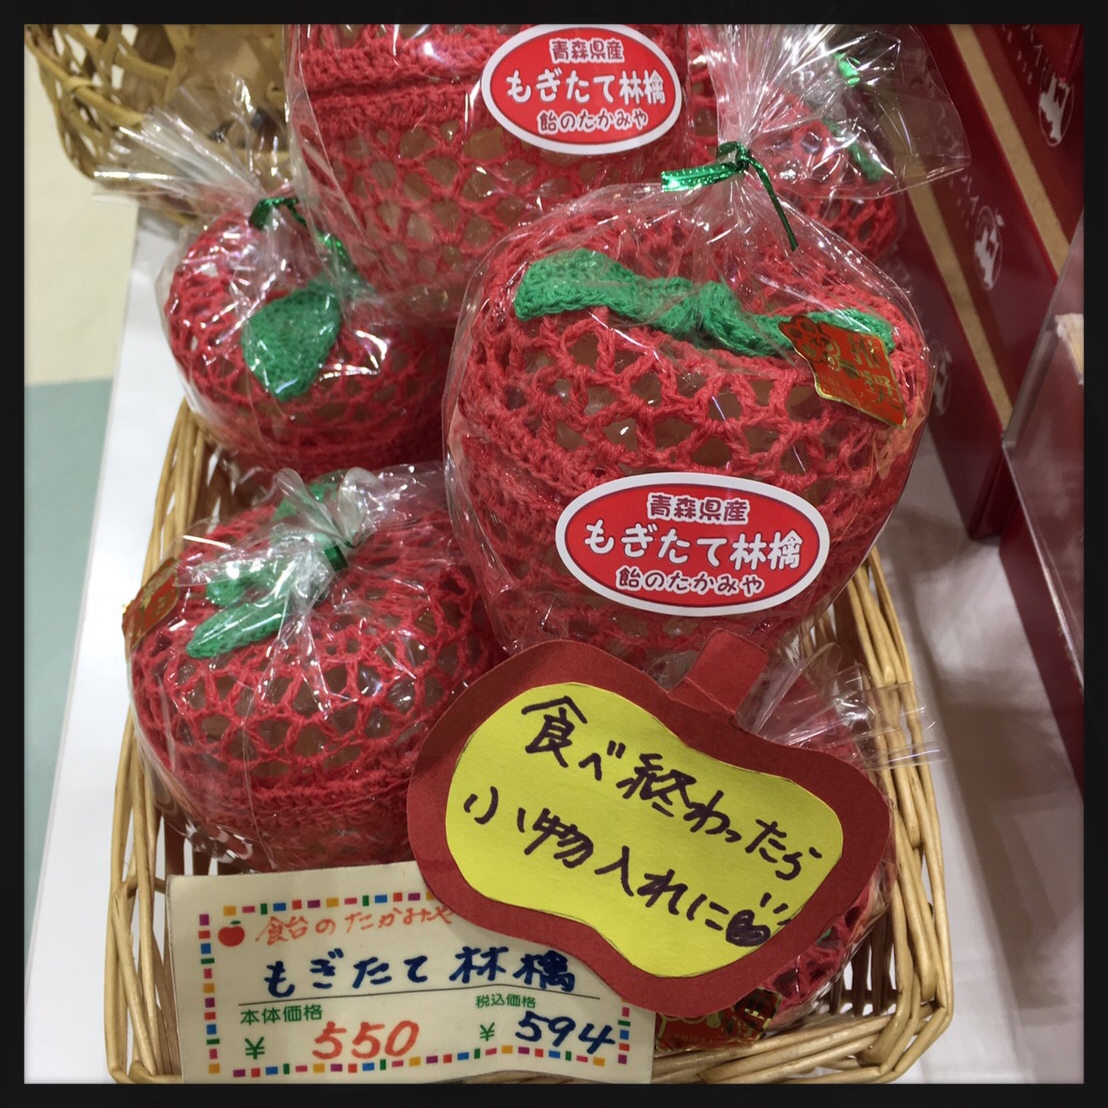 青森県産
もぎたて林檎
飴のたかみや
青森県産
もぎたて林檎
飴のたかみや
食べ終わったら
小物入れに
飴のたかみや
もぎたて林檎
本体価格
税込価格
¥ 550
¥ 594